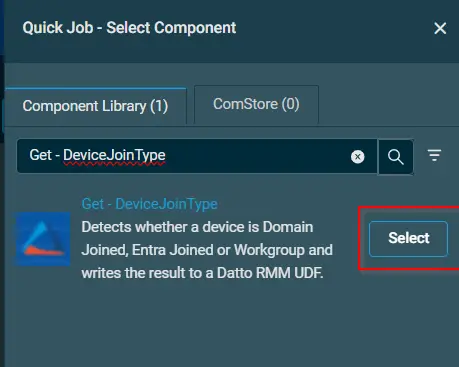 Quick Job - Select Component
Component Library (1)
ComStore (0)
Get - DeviceJoinType
Get - DeviceJoinType
Detects whether a device is Domain
Joined, Entra Joined or Workgroup and
writes the result to a Datto RMM UDF.
Select